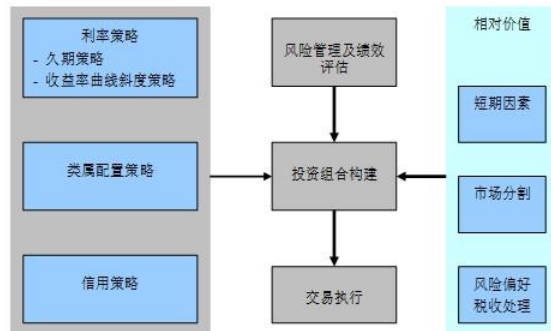 利率策略
- 久期策略
- 收益率曲线斜度策略
类属配置策略
信用策略
风险管理及绩效
评估
投资组合构建
交易执行
相对价值
短期因素
市场分割
风险偏好
税收处理